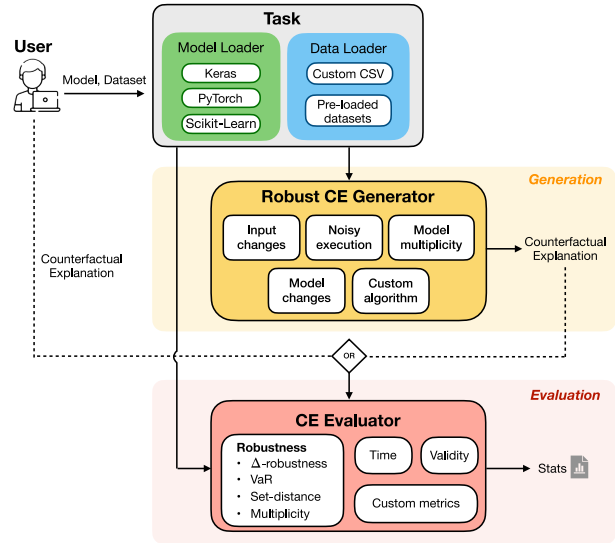 Task
User
Model Loader
Keras
PyTorch
Scikit-Learn
Data Loader
Custom CSV
Pre-loaded
datasets
Model, Dataset
Generation
Robust CE Generator
Input
changes
Noisy
execution
Model
multiplicity
Model
changes
Custom
algorithm
Counterfactual
Explanation
Counterfactual
Explanation
OR
Evaluation
CE Evaluator
Robustness
• Δ-robustness
• VaR
• Set-distance
• Multiplicity
Time
Validity
Custom metrics
Stats